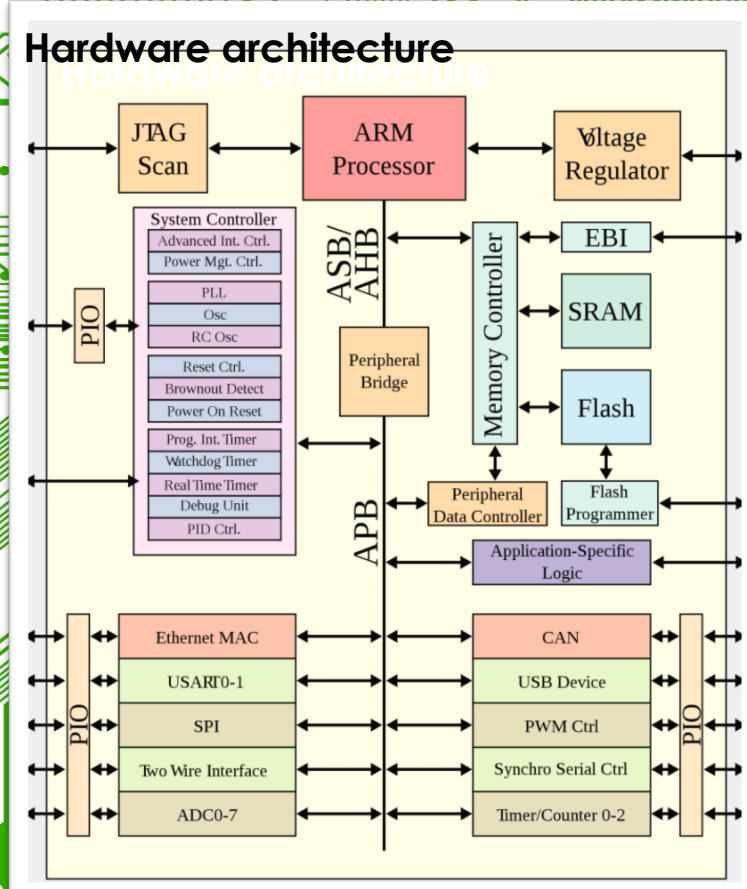 Hardware architecture
Hardware architecture
JTAG
Scan
ARM
Processor
Voltage
Regulator
System Controller
Advanced Int. Ctrl.
Power Mgt. Ctrl.
PLL
Osc
RC Osc
Reset Ctrl.
Brownout Detect
Power On Reset
Prog. Int. Timer
Watchdog Timer
Real Time Timer
Debug Unit
PID Ctrl.
PIO
ASB/
AHB
Peripheral
Bridge
APB
Memory Controller
EBI
SRAM
Flash
Peripheral
Data Controller
Flash
Programmer
Application-Specific
Logic
PIO
Ethernet MAC
USART0-1
SPI
Two Wire Interface
ADC0-7
CAN
USB Device
PWM Ctrl
Synchro Serial Ctrl
Timer/Counter 0-2
PIO